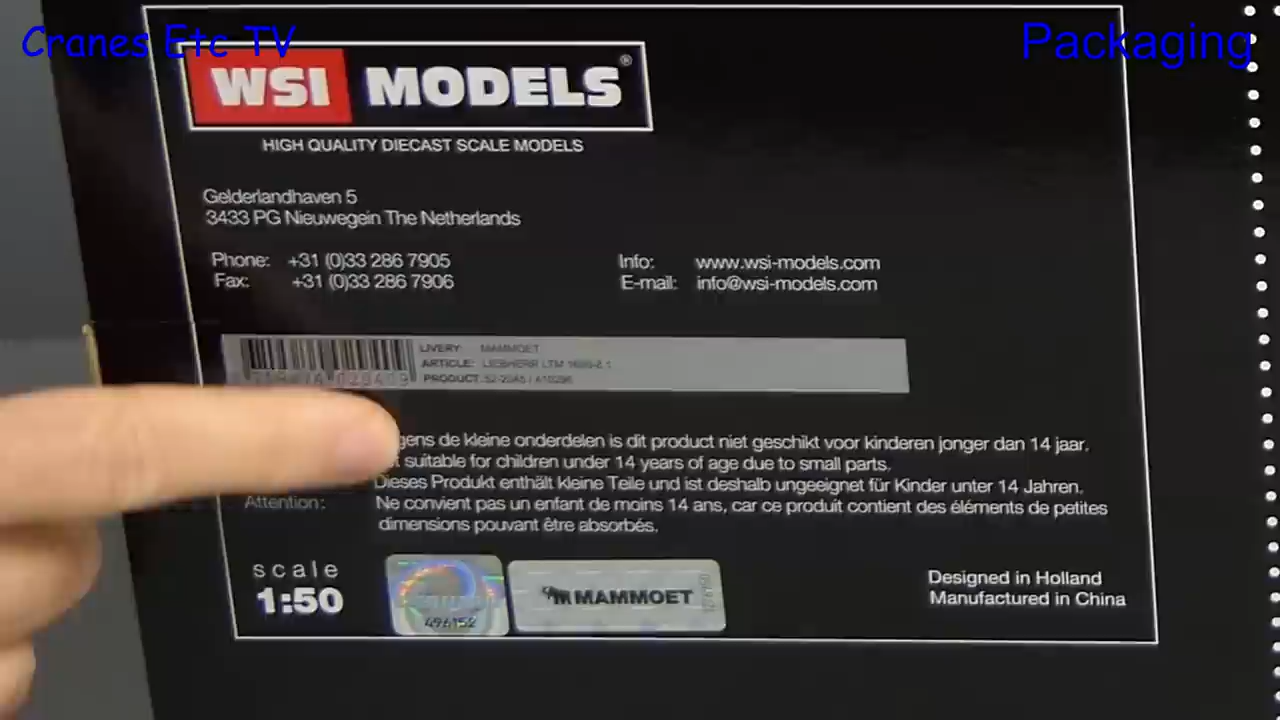 Cranes Etc TV
Packaging
WSI MODELS®
HIGH QUALITY DIECAST SCALE MODELS
Gelderlandhaven 5
3433 PG Nieuwegein The Netherlands
Phone: +31 (0)33 286 7905
Info: www.wsi-models.com
Fax: +31 (0)33 286 7906
E-mail: info@wsi-models.com
LIVERY: MAMMOET
ARTICLE: LIEBHERR LTM
PRODUCT:
gens de kleine onderdelen is dit product niet geschikt voor kinderen jonger dan 14 jaar.
suitable for children under 14 years of age due to small parts.
Dieses Produkt enthält kleine Teile und ist deshalb ungeeignet für Kinder unter 14 Jahren.
Attention: Ne convient pas un enfant de moins 14 ans, car ce produit contient des éléments de petites
dimensions pouvant être absorbés.
scale
1:50
496152
MAMMOET
Designed in Holland
Manufactured in China